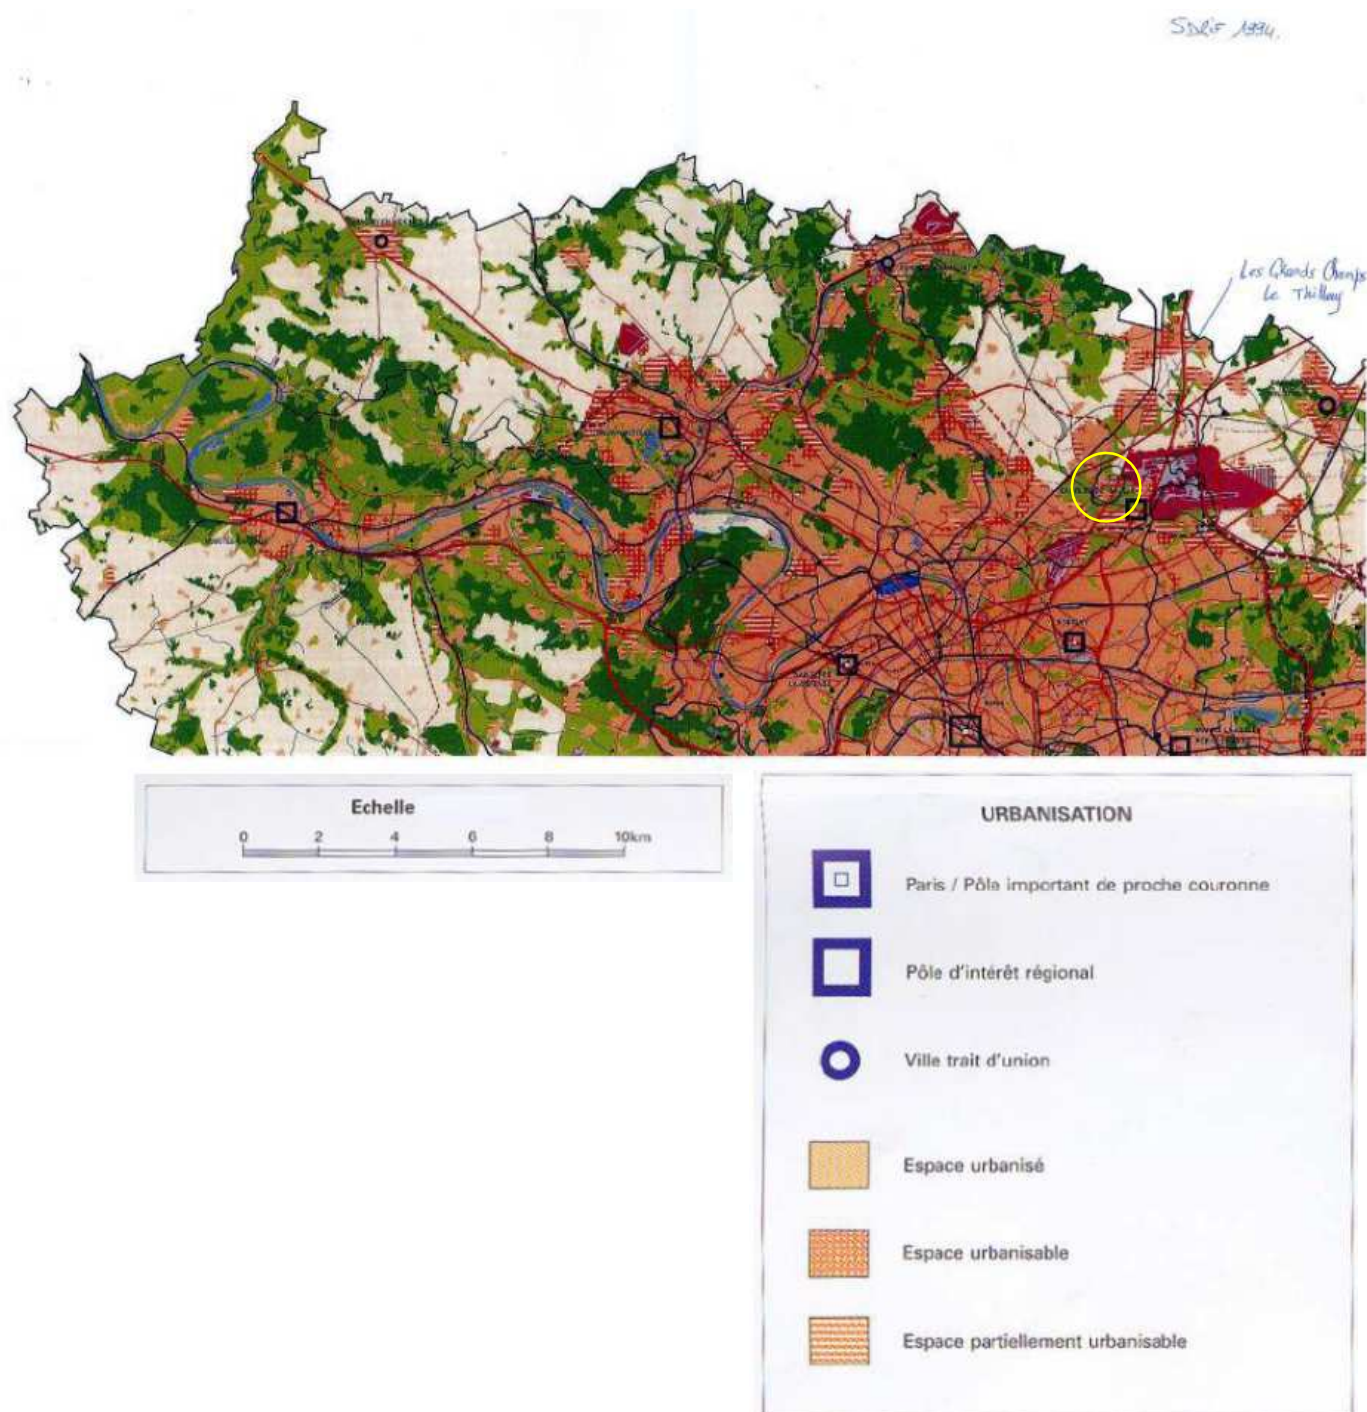 SDRIF 1994.
Les Grands Champs
Le Thillay
Echelle
0 2 4 6 8 10km
URBANISATION
Paris / Pôle important de proche couronne
Pôle d'intérêt régional
Ville trait d'union
Espace urbanisé
Espace urbanisable
Espace partiellement urbanisable